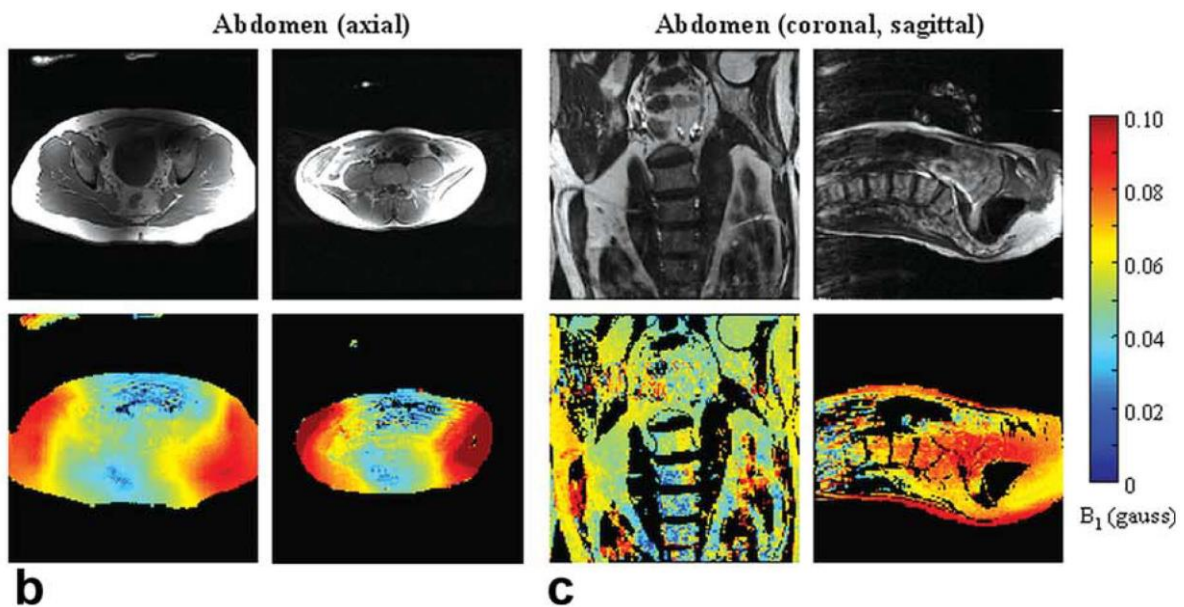 Abdomen (axial)
Abdomen (coronal, sagittal)
0.10
0.08
0.06
0.04
0.02
0
B₁ (gauss)
b
c